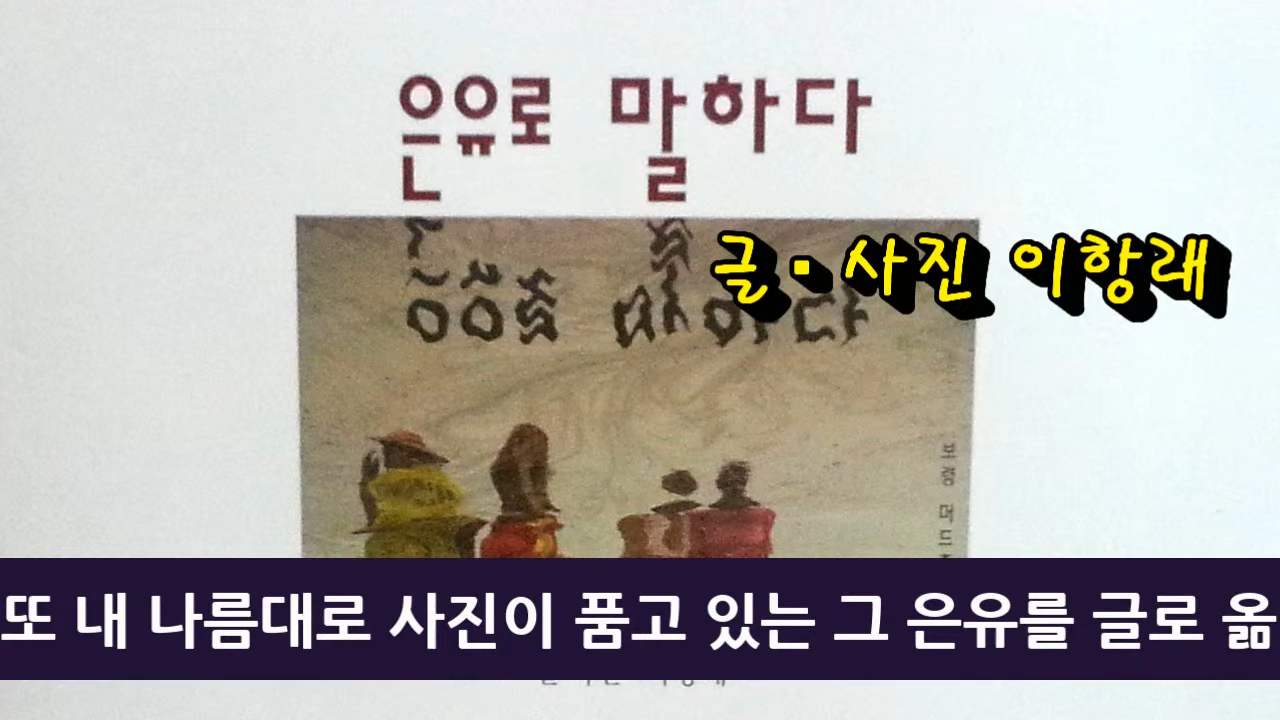 은유로 말하다
글·사진 이항래
또 내 나름대로 사진이 품고 있는 그 은유를 글로 옮